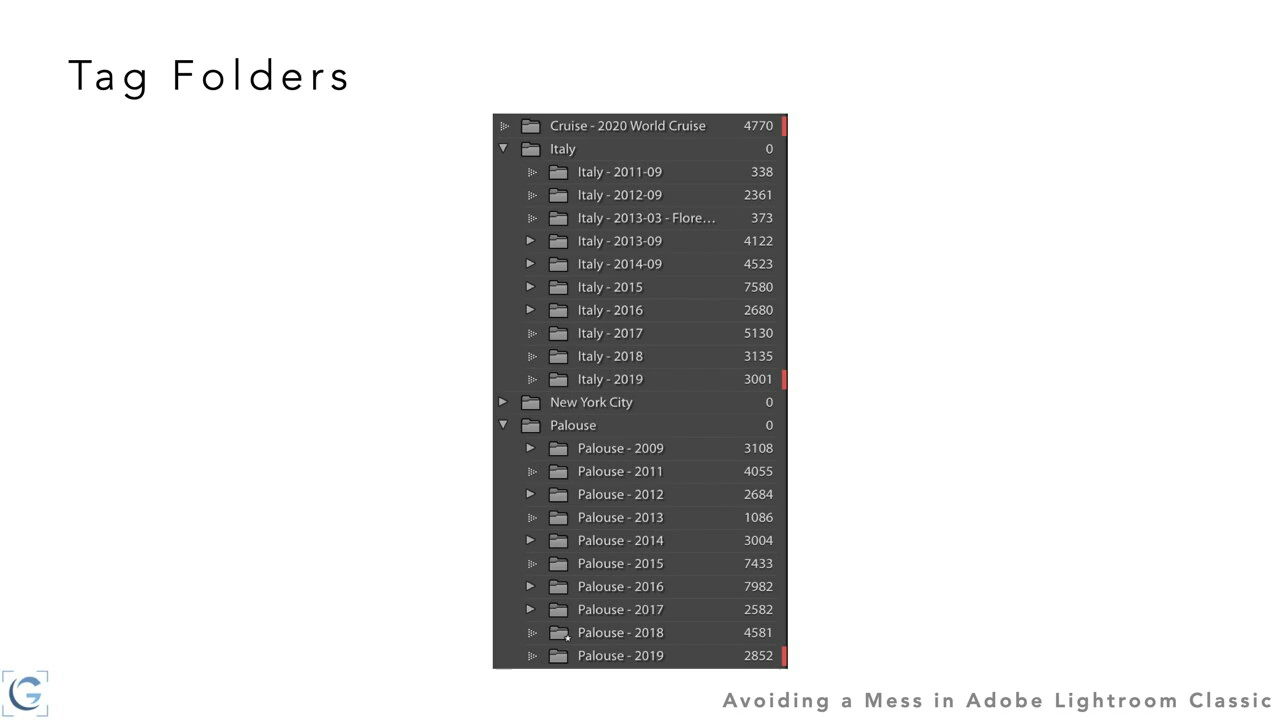 Tag Folders
Cruise - 2020 World Cruise 4770
Italy 0
Italy - 2011-09 338
Italy - 2012-09 2361
Italy - 2013-03 - Flore... 373
Italy - 2013-09 4122
Italy - 2014-09 4523
Italy - 2015 7580
Italy - 2016 2680
Italy - 2017 5130
Italy - 2018 3135
Italy - 2019 3001
New York City 0
Palouse 0
Palouse - 2009 3108
Palouse - 2011 4055
Palouse - 2012 2684
Palouse - 2013 1086
Palouse - 2014 3004
Palouse - 2015 7433
Palouse - 2016 7982
Palouse - 2017 2582
Palouse - 2018 4581
Palouse - 2019 2852
G
Avoiding a Mess in Adobe Lightroom Classic